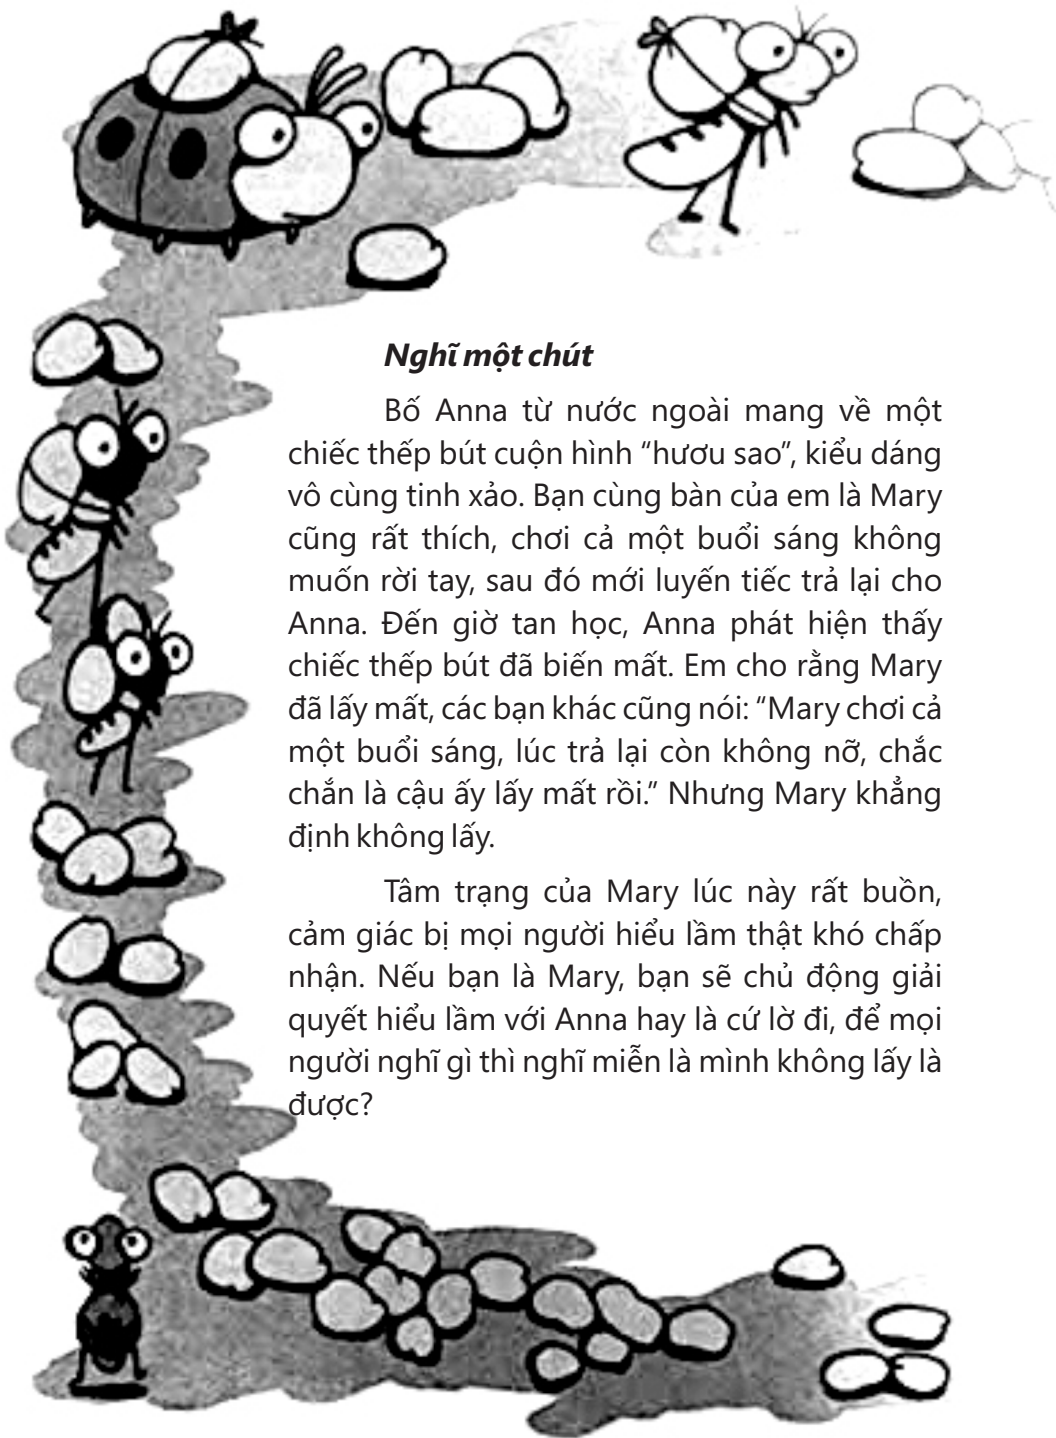 Nghĩ một chút
Bố Anna từ nước ngoài mang về một
chiếc thếp bút cuộn hình “hươu sao”, kiểu dáng
vô cùng tinh xảo. Bạn cùng bàn của em là Mary
cũng rất thích, chơi cả một buổi sáng không
muốn rời tay, sau đó mới luyến tiếc trả lại cho
Anna. Đến giờ tan học, Anna phát hiện thấy
chiếc thếp bút đã biến mất. Em cho rằng Mary
đã lấy mất, các bạn khác cũng nói: “Mary chơi cả
một buổi sáng, lúc trả lại còn không nỡ, chắc
chắn là cậu ấy lấy mất rồi.” Nhưng Mary khẳng
định không lấy.
Tâm trạng của Mary lúc này rất buồn,
cảm giác bị mọi người hiểu lầm thật khó chấp
nhận. Nếu bạn là Mary, bạn sẽ chủ động giải
quyết hiểu lầm với Anna hay là cứ lờ đi, để mọi
người nghĩ gì thì nghĩ miễn là mình không lấy là
được?